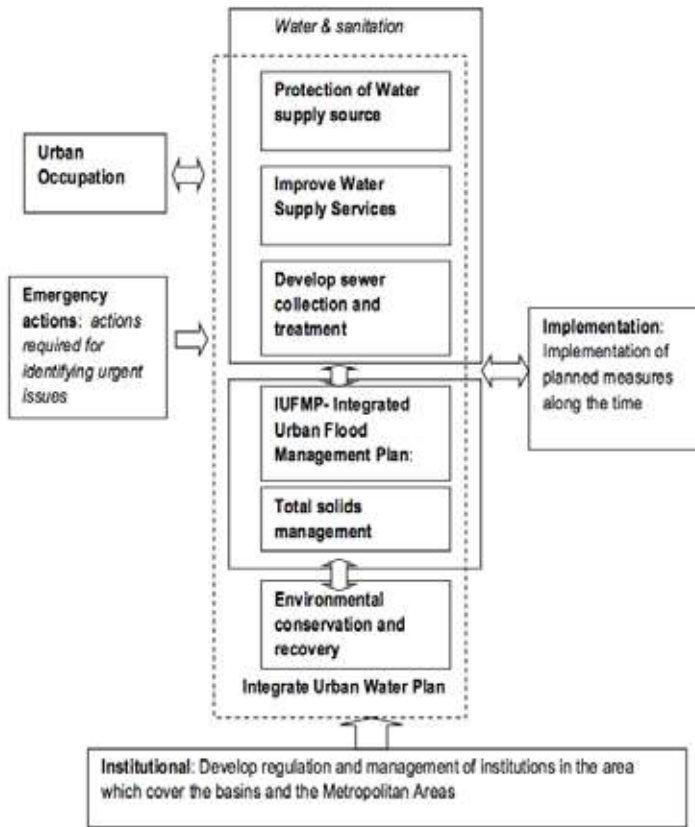 Water & sanitation
Protection of Water
supply source
Urban
Occupation
Improve Water
Supply Services
Emergency
actions: actions
required for
identifying urgent
issues
Develop sewer
collection and
treatment
Implementation:
Implementation of
planned measures
along the time
IUFMP- Integrated
Urban Flood
Management Plan:
Total solids
management
Environmental
conservation and
recovery
Integrate Urban Water Plan
Institutional: Develop regulation and management of institutions in the area
which cover the basins and the Metropolitan Areas